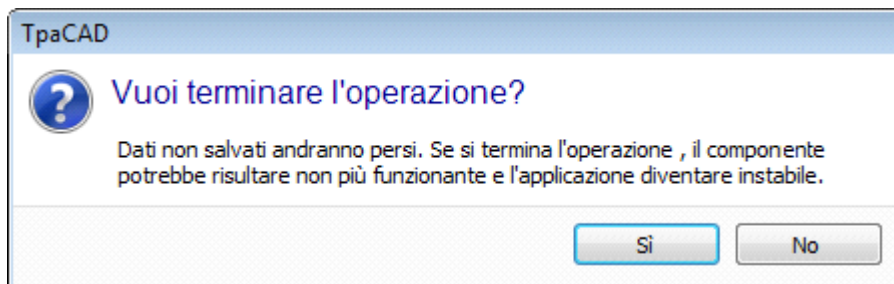 TpaCAD
Vuoi terminare l'operazione?
Dati non salvati andranno persi. Se si termina l'operazione , il componente
potrebbe risultare non più funzionante e l'applicazione diventare instabile.
Sì
No